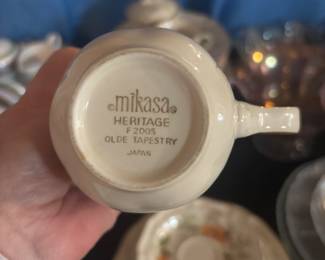 mikasa
HERITAGE
F 2005
OLDE TAPESTRY
JAPAN